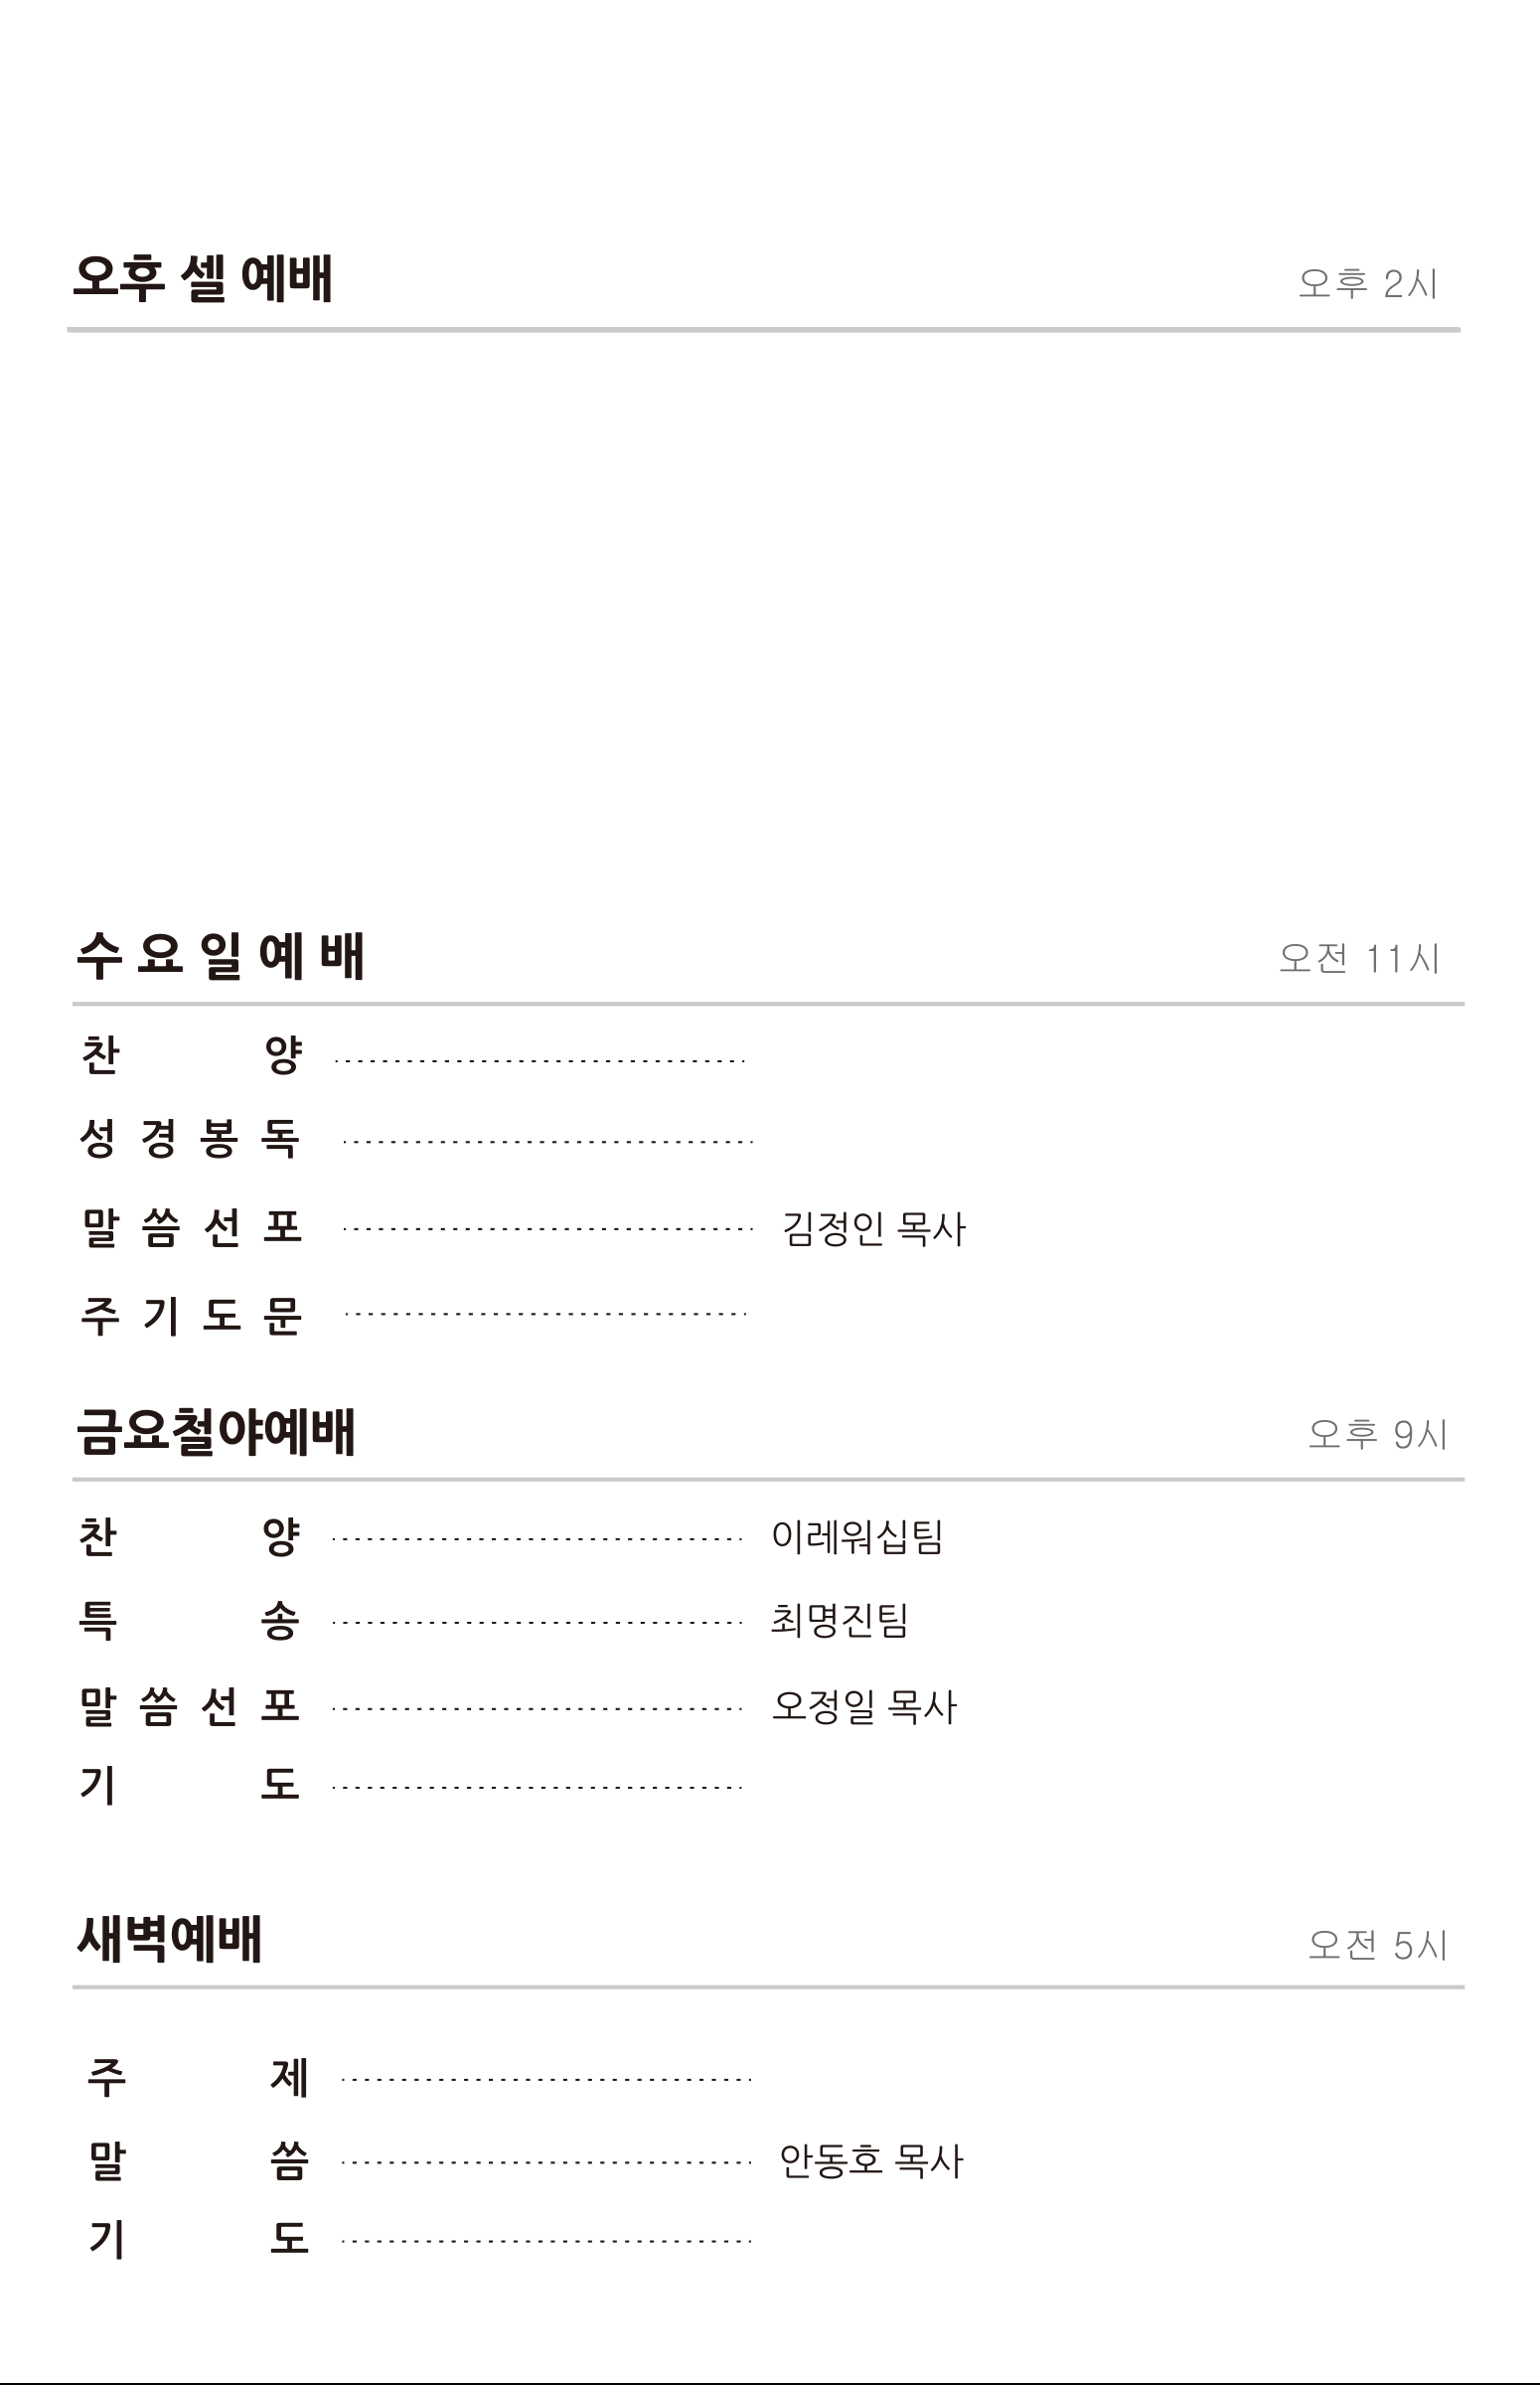 오후 셀 예배 오후 2시
수 요 일 예 배 오전 11시
찬 양
성 경 봉 독
말 씀 선 포 김정인 목사
주 기 도 문
금요철야예배 오후 9시
찬 양 이레워십팀
특 송 최명진팀
말 씀 선 포 오정일 목사
기 도
새벽예배 오전 5시
주 제
말 씀 안동호 목사
기 도